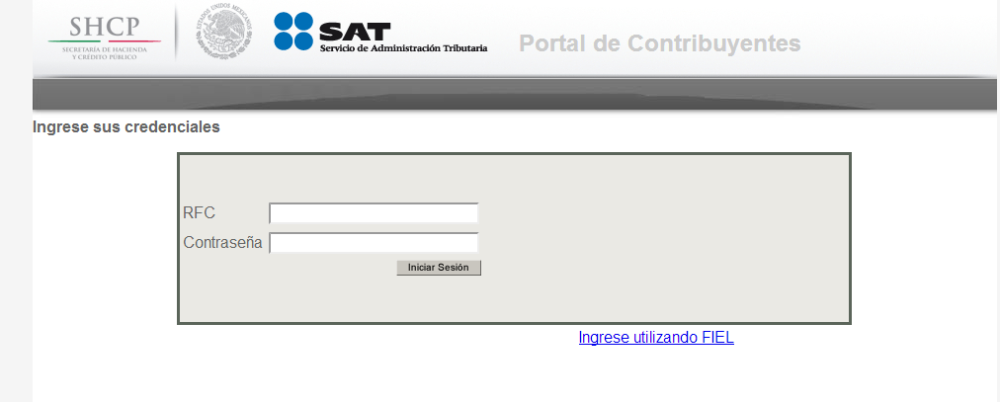 SHCP
SECRETARÍA DE HACIENDA
Y CRÉDITO PÚBLICO
ESTADOS UNIDOS MEXICANOS
SAT
Servicio de Administración Tributaria
Portal de Contribuyentes
Ingrese sus credenciales
RFC
Contraseña
Iniciar Sesión
Ingrese utilizando FIEL